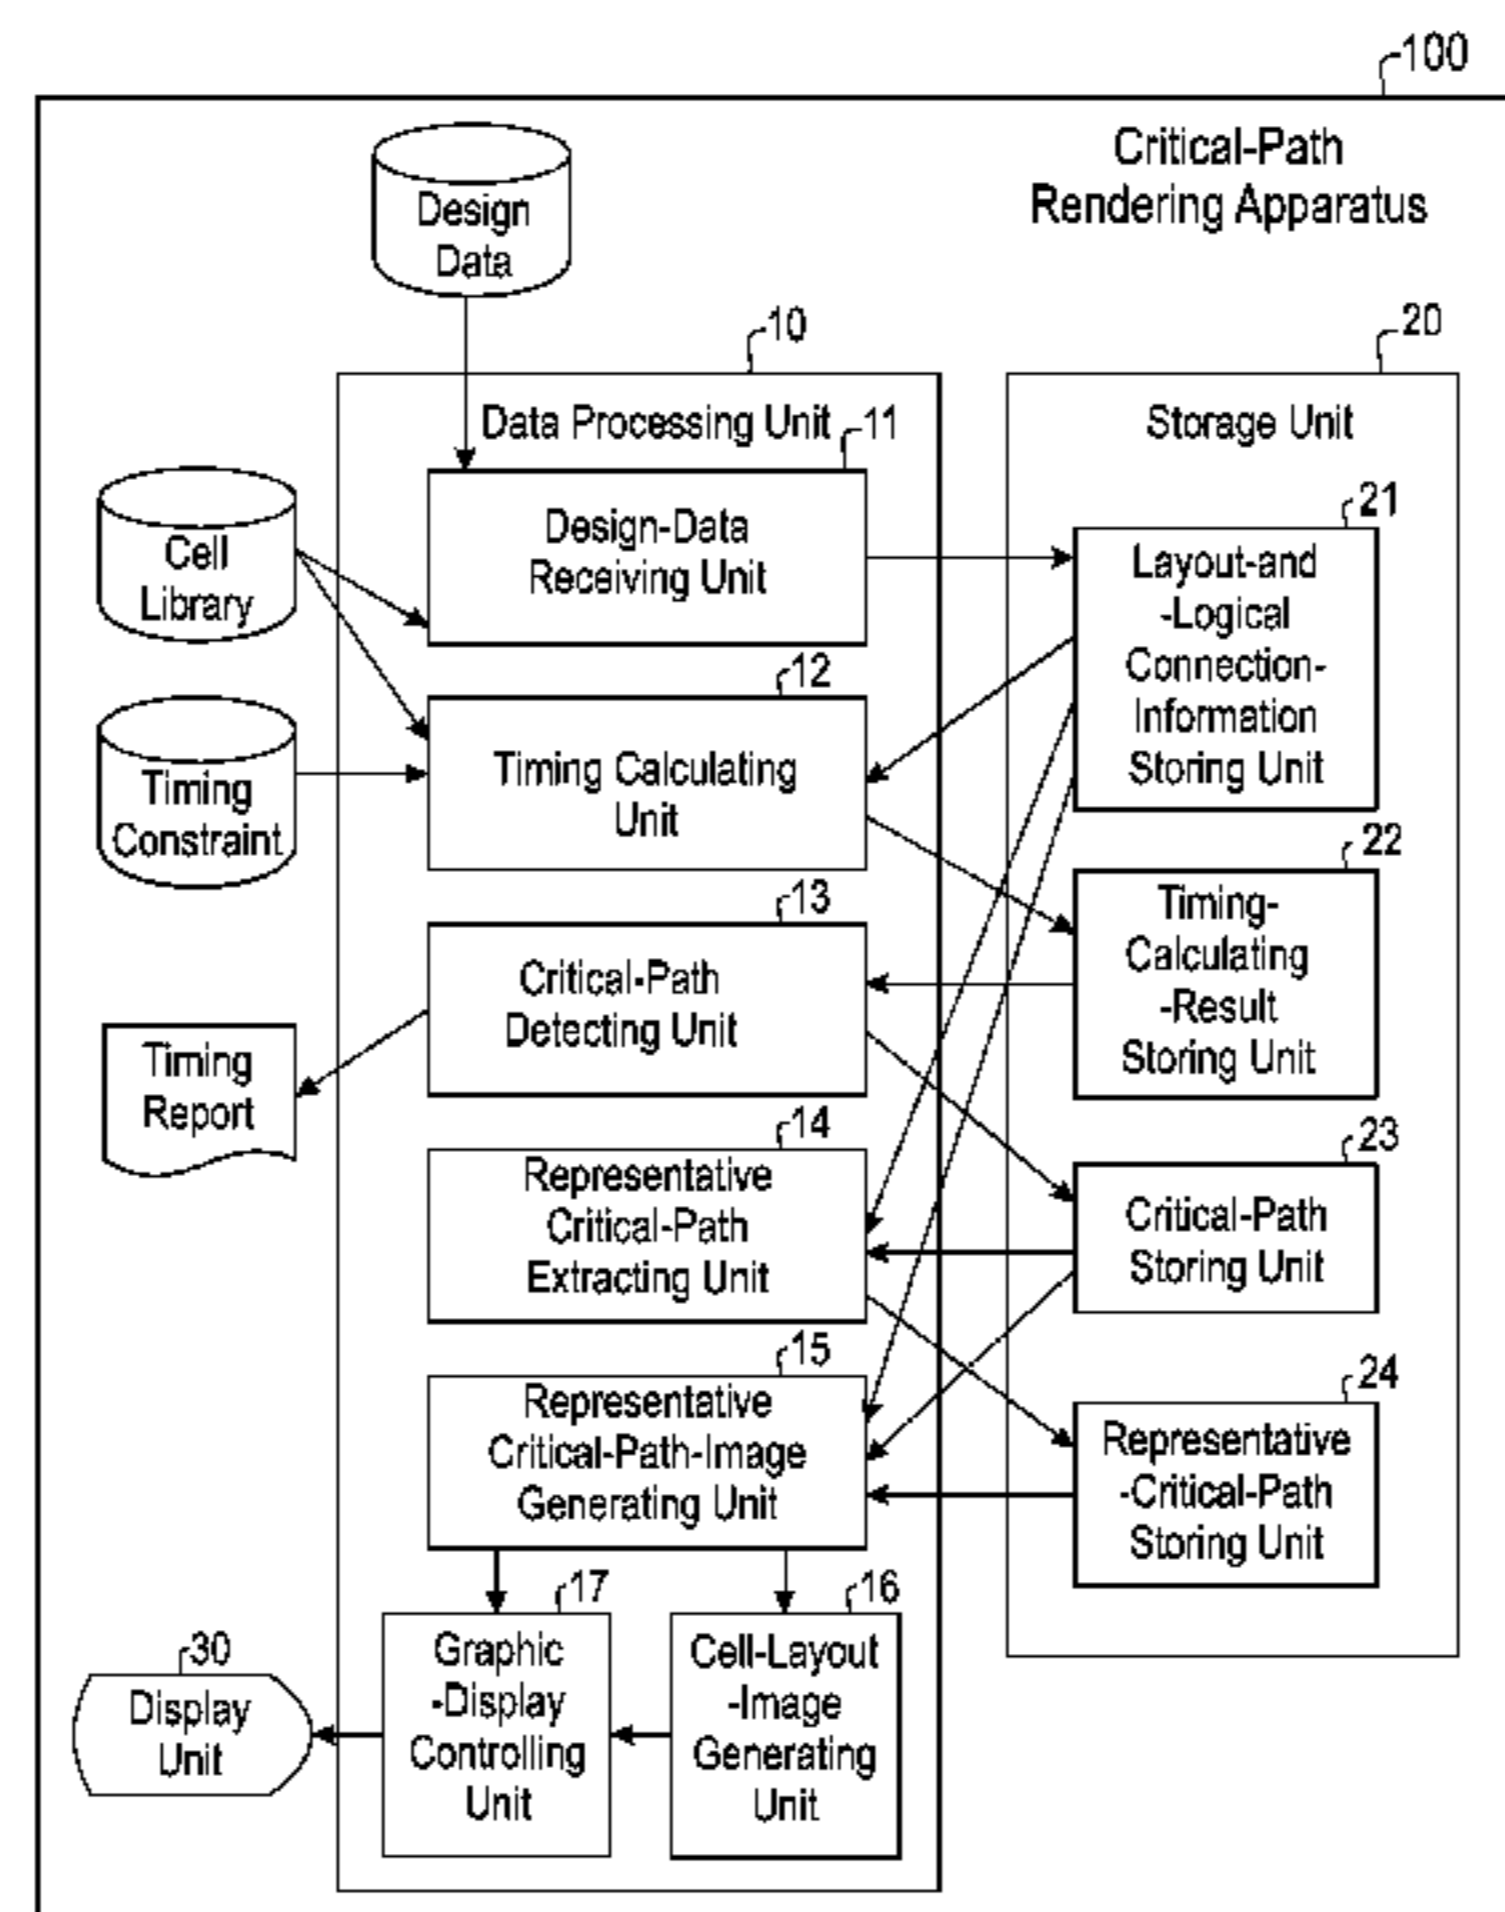 100
Critical-Path
Rendering Apparatus
Design
Data
10
20
Data Processing Unit
11
Storage Unit
Cell
Library
Design-Data
Receiving Unit
21
Layout-and
-Logical
Connection-
Information
Storing Unit
12
Timing
Constraint
Timing Calculating
Unit
22
Timing-
Calculating
-Result
Storing Unit
13
Critical-Path
Detecting Unit
Timing
Report
14
Representative
Critical-Path
Extracting Unit
23
Critical-Path
Storing Unit
15
Representative
Critical-Path-Image
Generating Unit
24
Representative
-Critical-Path
Storing Unit
17
Graphic
-Display
Controlling
Unit
16
Cell-Layout
-Image
Generating
Unit
30
Display
Unit